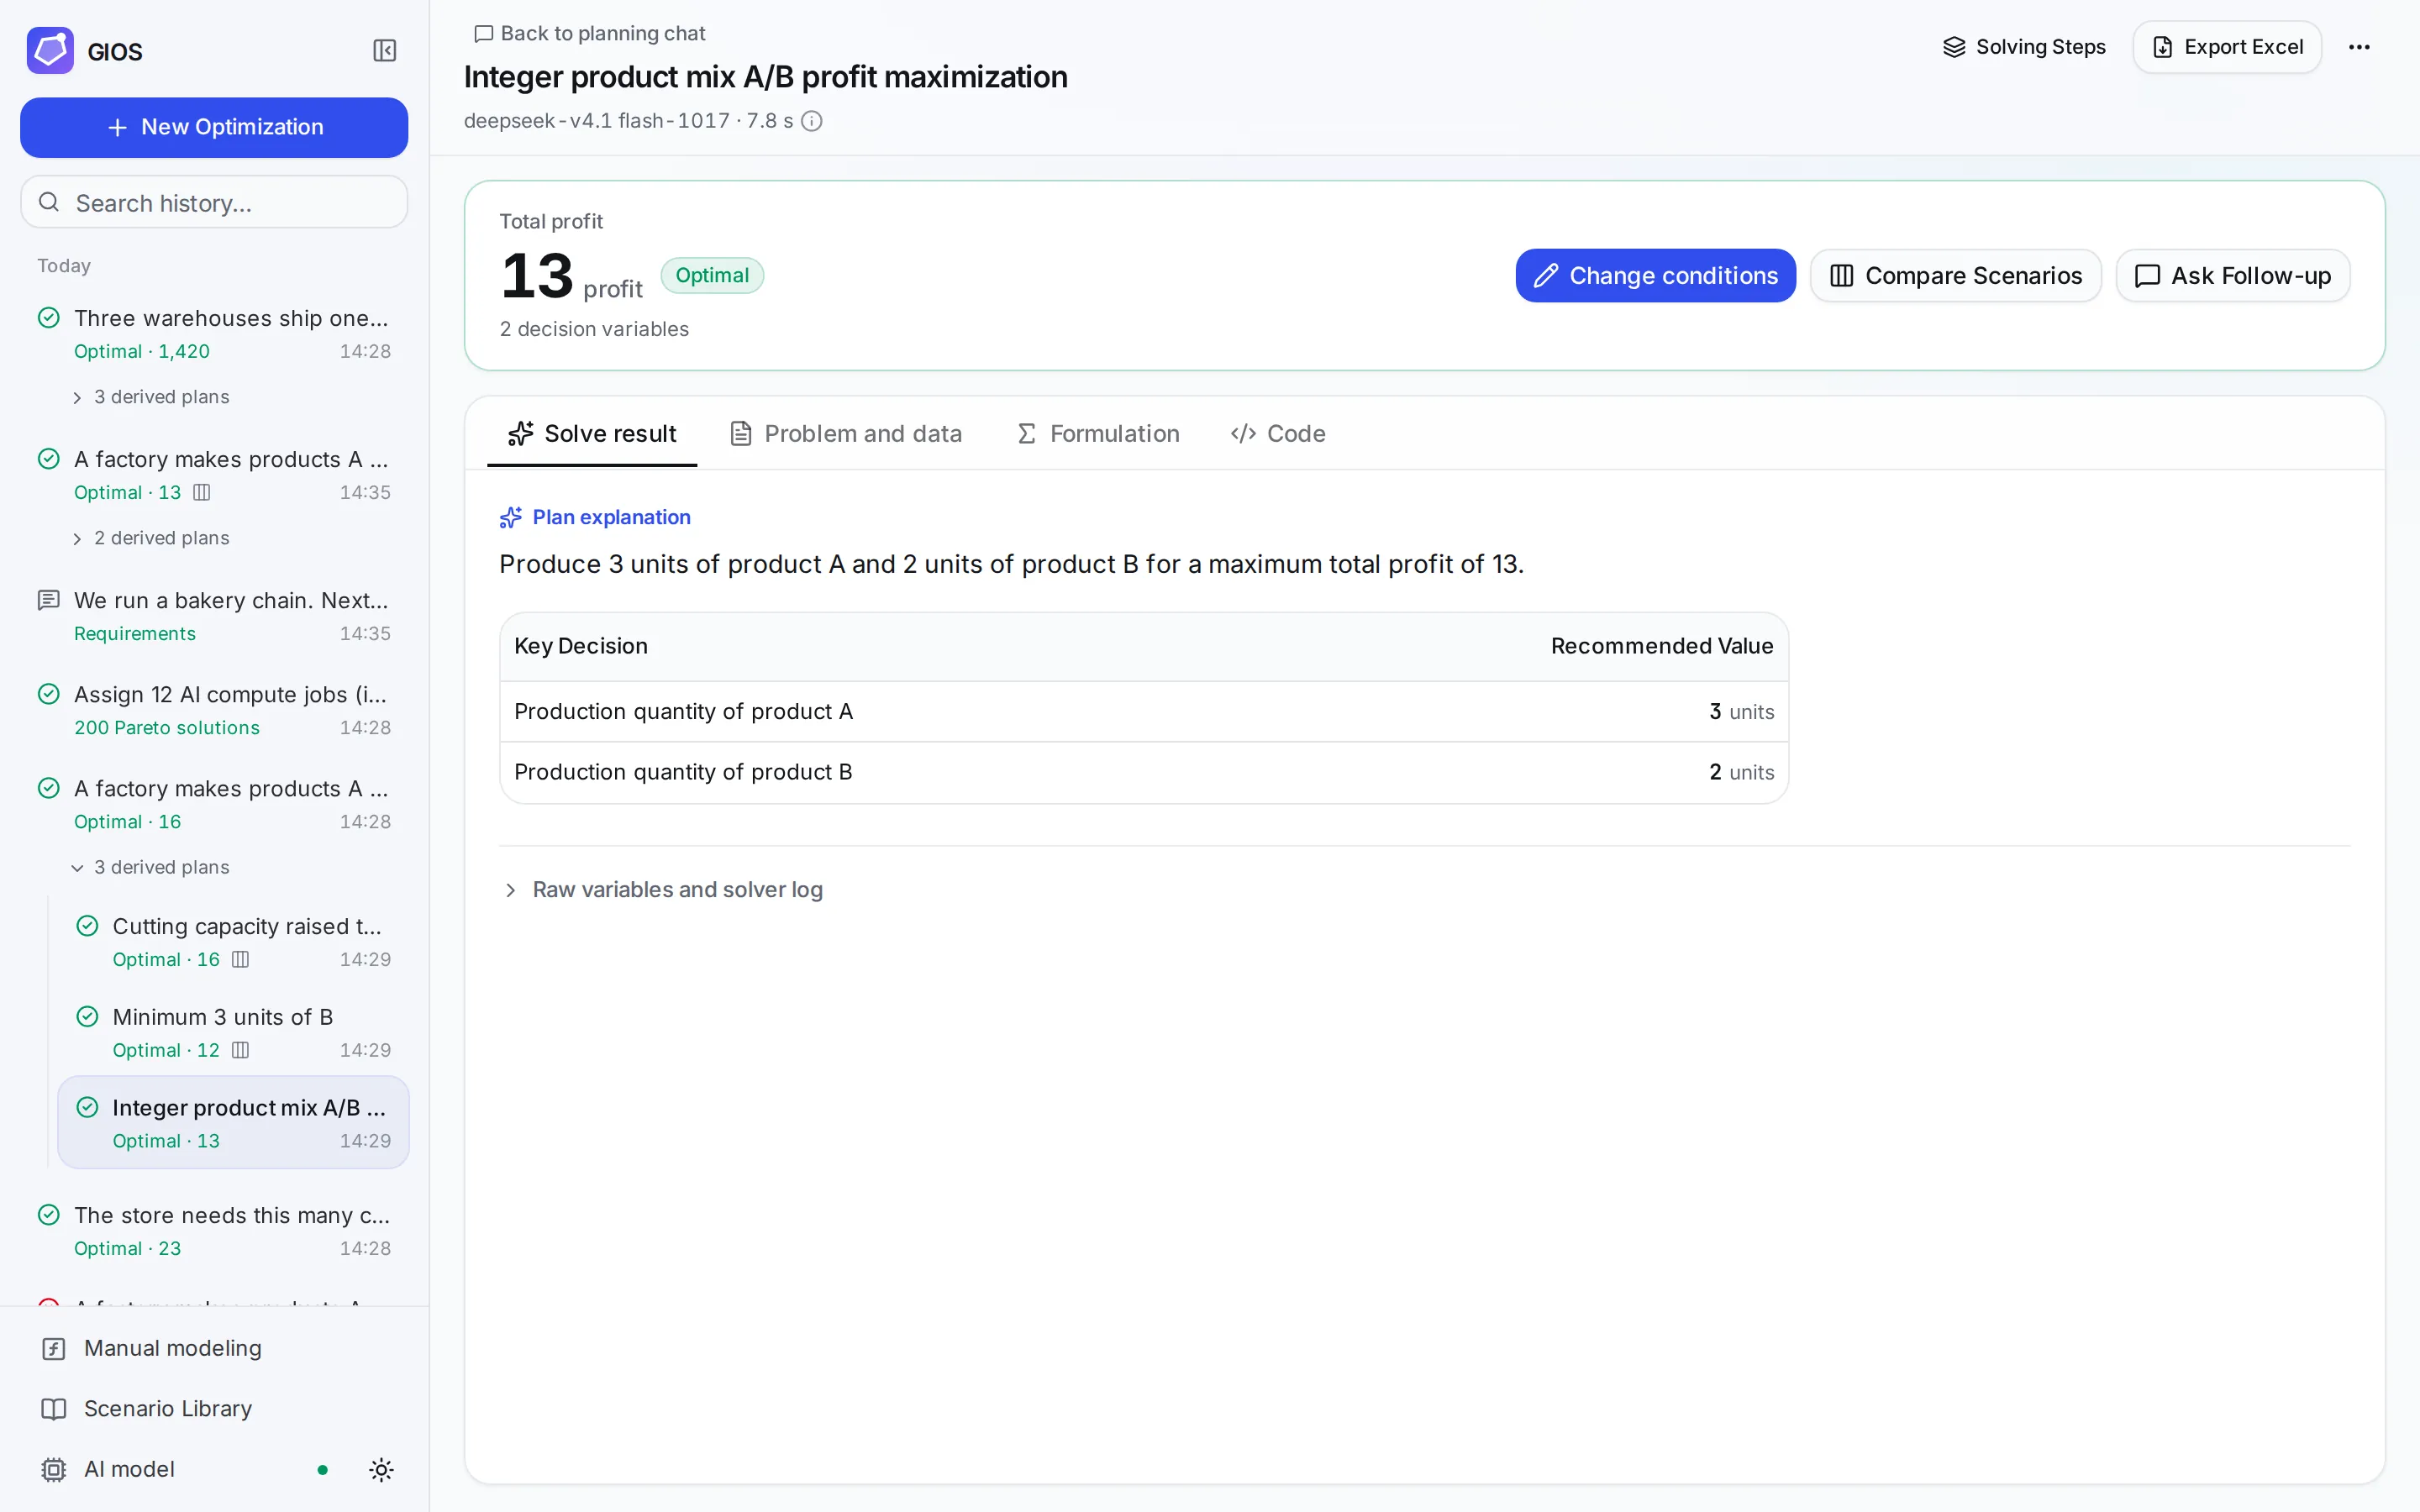 GIOS
New Optimization
Search history...
Today
Three warehouses ship one...
Optimal · 1,420 14:28
3 derived plans
A factory makes products A ...
Optimal · 13 14:35
2 derived plans
We run a bakery chain. Next...
Requirements 14:35
Assign 12 AI compute jobs (i...
200 Pareto solutions 14:28
A factory makes products A ...
Optimal · 16 14:28
3 derived plans
Cutting capacity raised t...
Optimal · 16 14:29
Minimum 3 units of B
Optimal · 12 14:29
Integer product mix A/B ...
Optimal · 13 14:29
The store needs this many c...
Optimal · 23 14:28
Manual modeling
Scenario Library
AI model
Back to planning chat
Integer product mix A/B profit maximization
deepseek-v4.1 flash-1017 · 7.8 s
Solving Steps
Export Excel
Total profit
13 profit Optimal
2 decision variables
Change conditions
Compare Scenarios
Ask Follow-up
Solve result
Problem and data
Formulation
Code
Plan explanation
Produce 3 units of product A and 2 units of product B for a maximum total profit of 13.
Key Decision Recommended Value
Production quantity of product A 3 units
Production quantity of product B 2 units
Raw variables and solver log